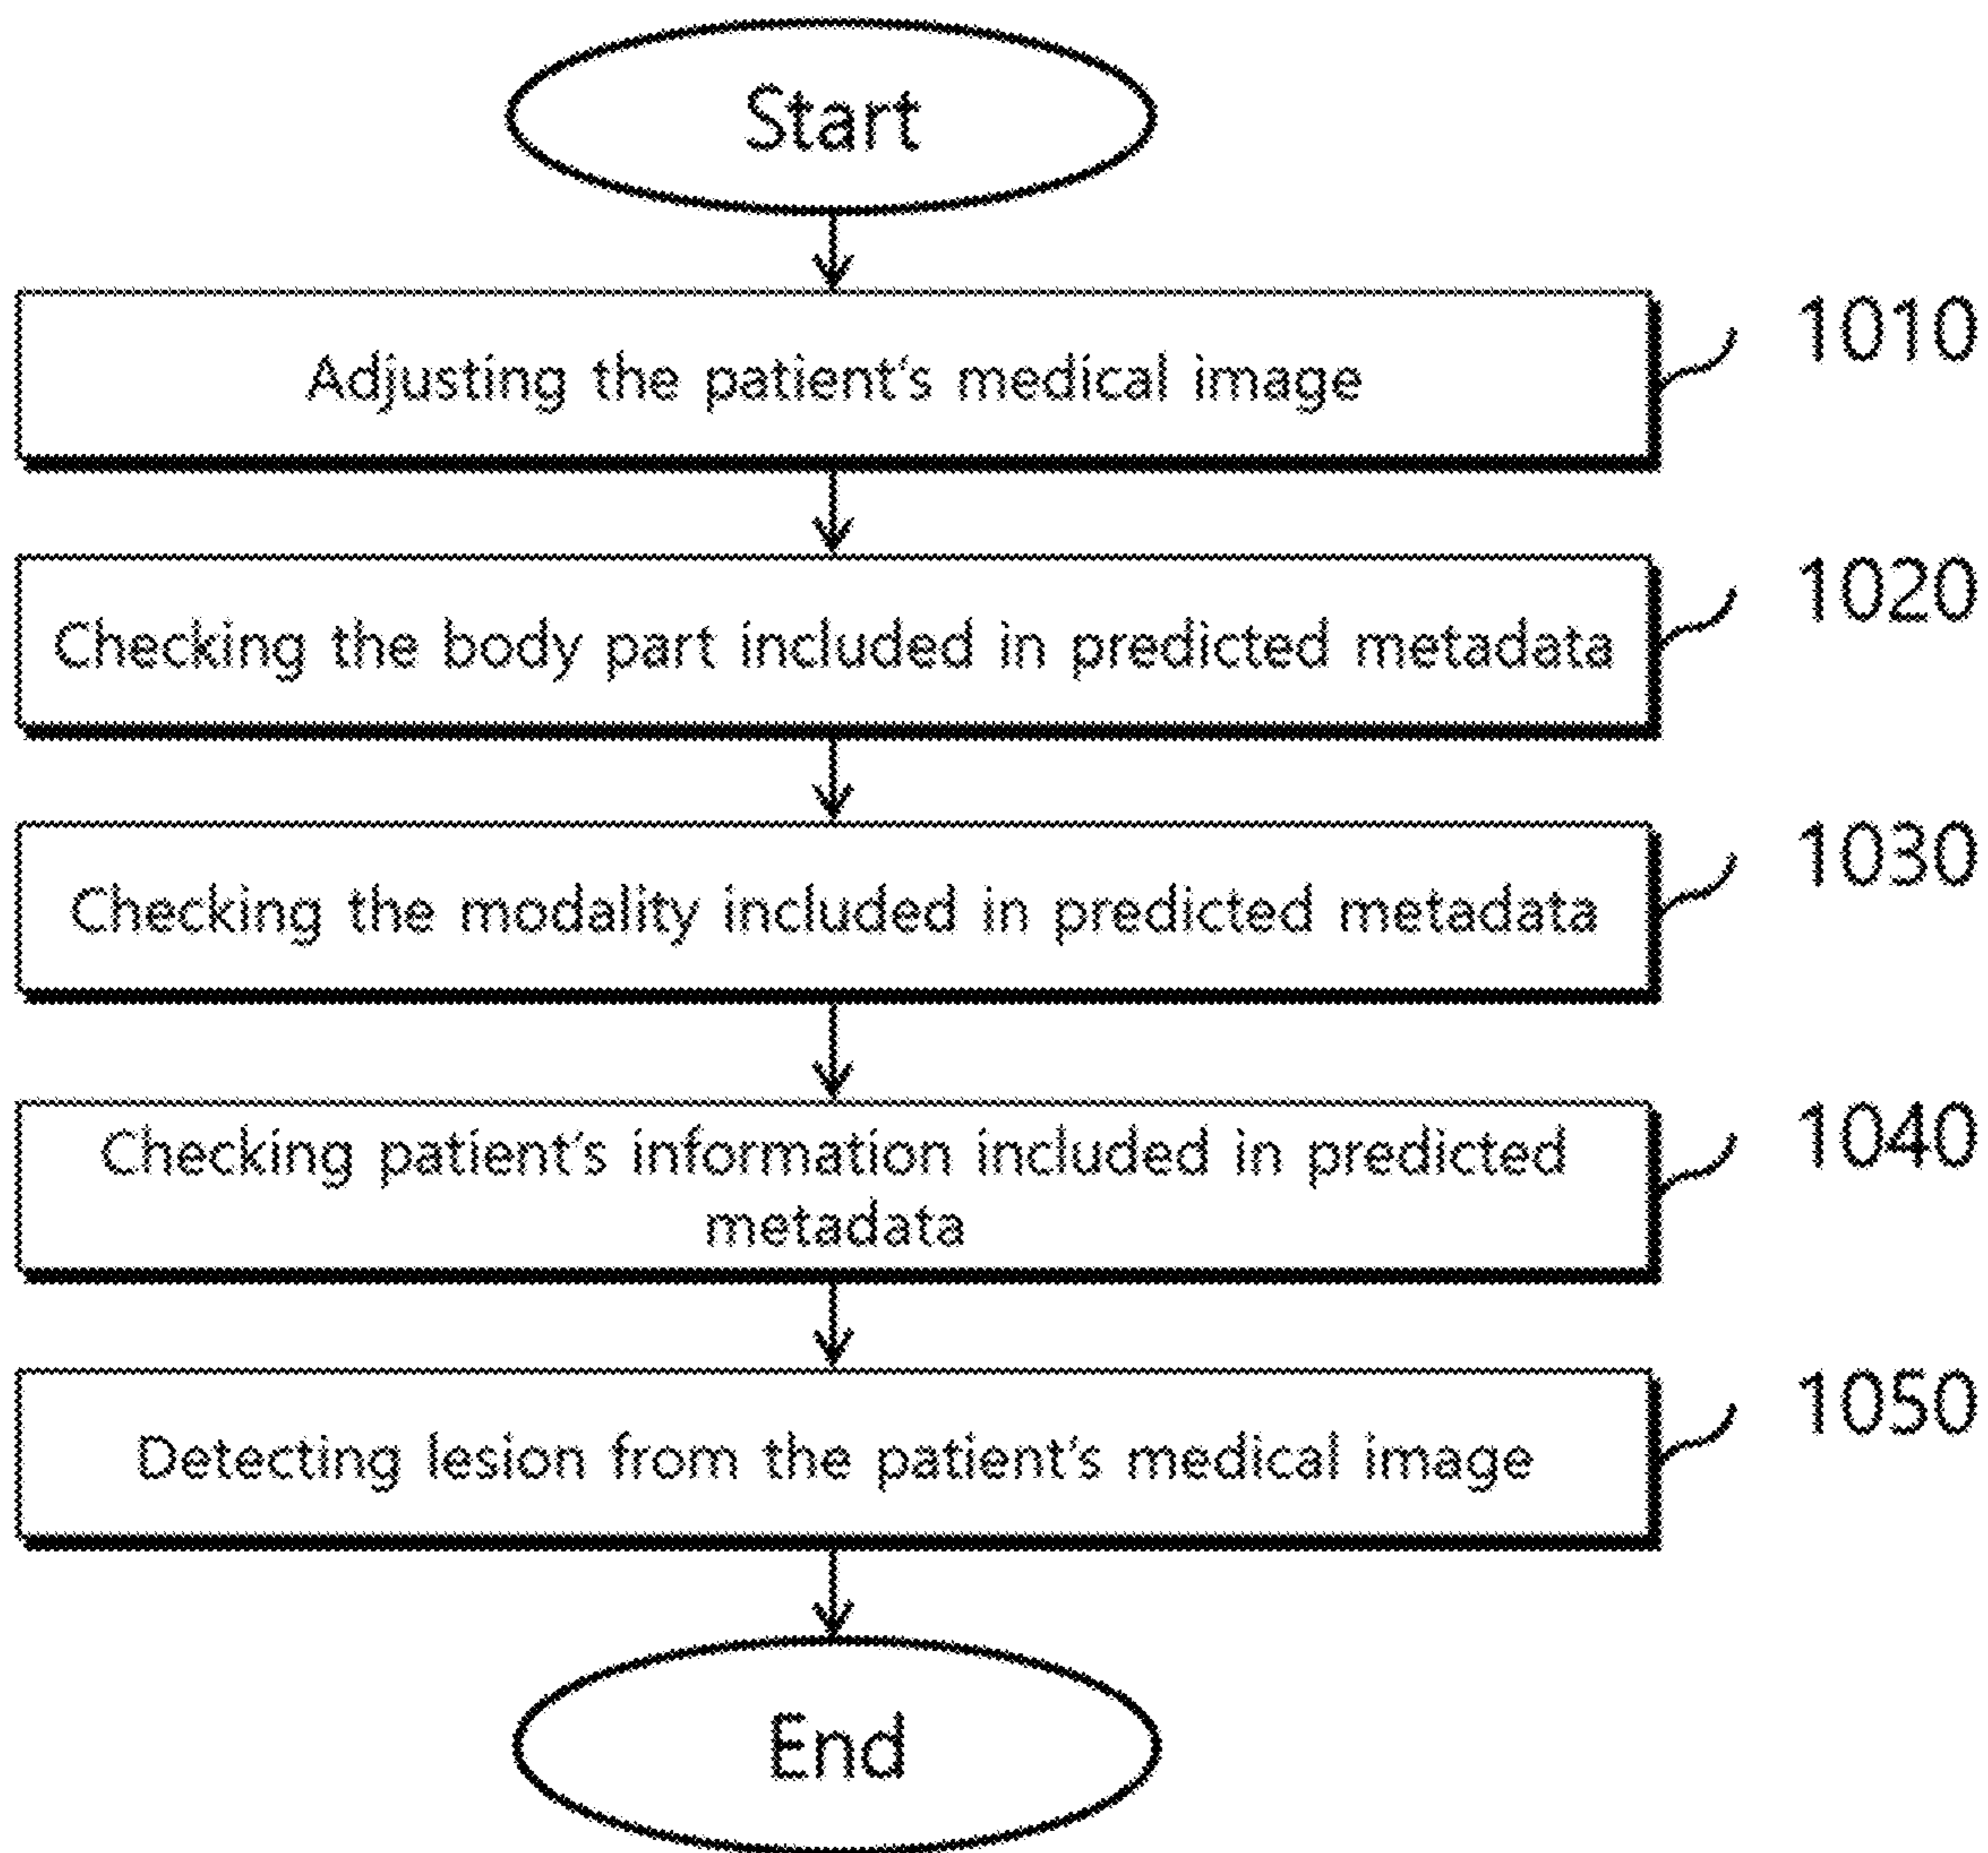 Start
Adjusting the patient's medical image
1010
Checking the body part included in predicted metadata
1020
Checking the modality included in predicted metadata
1030
Checking patient's information included in predicted
metadata
1040
Detecting lesion from the patient's medical image
1050
End